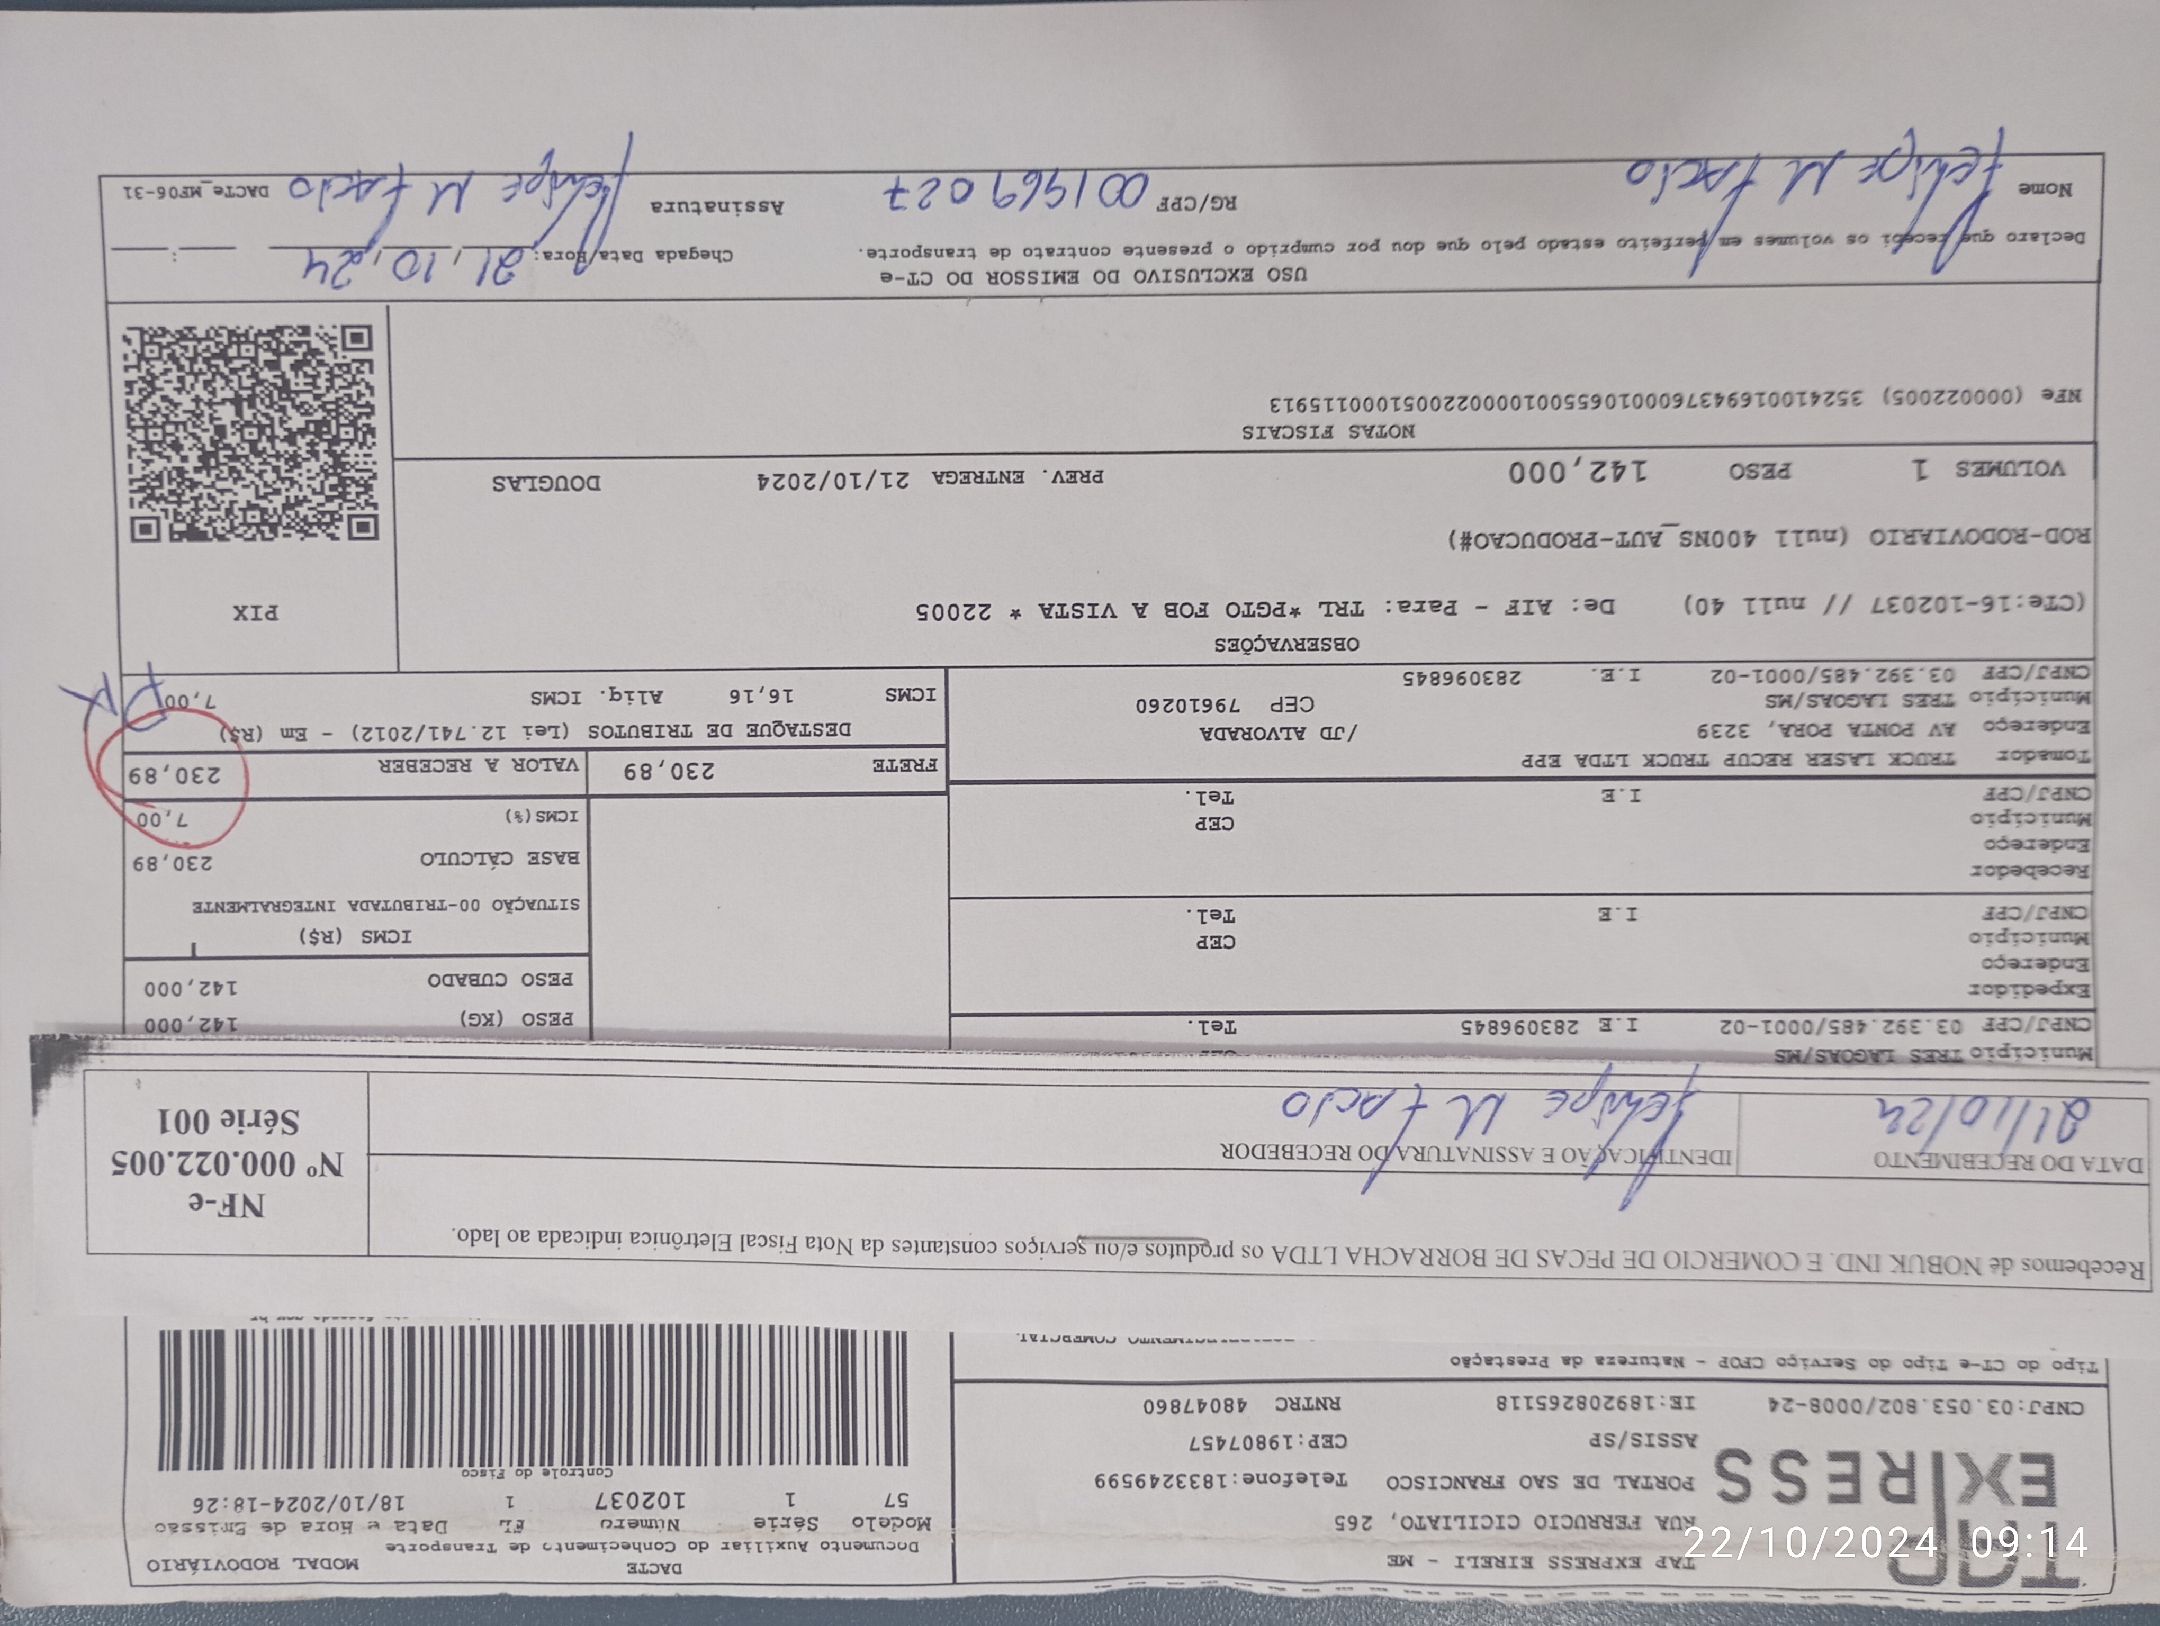 TAP EXPRESS
TAP EXPRESS EIRELI - ME
RUA FERRUCIO CICILIATO, 265
PORTAL DE SAO FRANCISCO Telefone:1833249599
ASSIS/SP CEP:19807457
CNPJ:03.053.802/0008-24 IE:189208265118 RNTRC 48047860
DACTE MODAL RODOVIÁRIO
Documento Auxiliar do Conhecimento de Transporte
Modelo Série Número FL Data e Hora de Emissão
57 1 102037 1 18/10/2024-18:26
Controle do Fisco
Tipo do CT-e Tipo do Serviço CFOP - Natureza da Prestação
Recebemos de NOBUK IND. E COMERCIO DE PECAS DE BORRACHA LTDA os produtos e/ou serviços constantes da Nota Fiscal Eletrônica indicada ao lado.
DATA DO RECEBIMENTO IDENTIFICAÇÃO E ASSINATURA DO RECEBEDOR
21/10/24 Felipe M Facio
NF-e
Nº 000.022.005
Série 001
Município TRES LAGOAS/MS CEP
CNPJ/CPF 03.392.485/0001-02 I.E 283096845 Tel.
Expedidor
Endereço
Município CEP
CNPJ/CPF I.E Tel.
Recebedor
Endereço
Município CEP
CNPJ/CPF I.E Tel.
Tomador TRUCK LASER RECUP TRUCK LTDA EPP
Endereço AV PONTA PORA, 3239 /JD ALVORADA
Município TRES LAGOAS/MS CEP 79610260
CNPJ/CPF 03.392.485/0001-02 I.E. 283096845
PESO (KG) 142,000
PESO CUBADO 142,000
ICMS (R$)
SITUAÇÃO 00-TRIBUTADA INTEGRALMENTE
BASE CÁLCULO 230,89
ICMS(%) 7,00
FRETE 230,89 VALOR A RECEBER 230,89
DESTAQUE DE TRIBUTOS (Lei 12.741/2012) - Em (R$)
ICMS 16,16 Aliq. ICMS 7,00
OBSERVAÇÕES
(CTe:16-102037 // null 40) De: AIF - Para: TRL *PGTO FOB A VISTA * 22005
ROD-RODOVIARIO (null 400NS_AUT-PRODUCAO#)
VOLUMES 1 PESO 142,000 PREV. ENTREGA 21/10/2024 DOUGLAS
PIX
NOTAS FISCAIS
NFe (000022005) 35241001694376000106550010000220051000115913
USO EXCLUSIVO DO EMISSOR DO CT-e
Declaro que recebi os volumes em perfeito estado pelo que dou por cumprido o presente contrato de transporte. Chegada Data/Hora: 21/10/24 :
Nome Felipe M Facio RG/CPF 001969027 Assinatura Felipe M Facio DACTe_MF06-31
22/10/2024 09:14